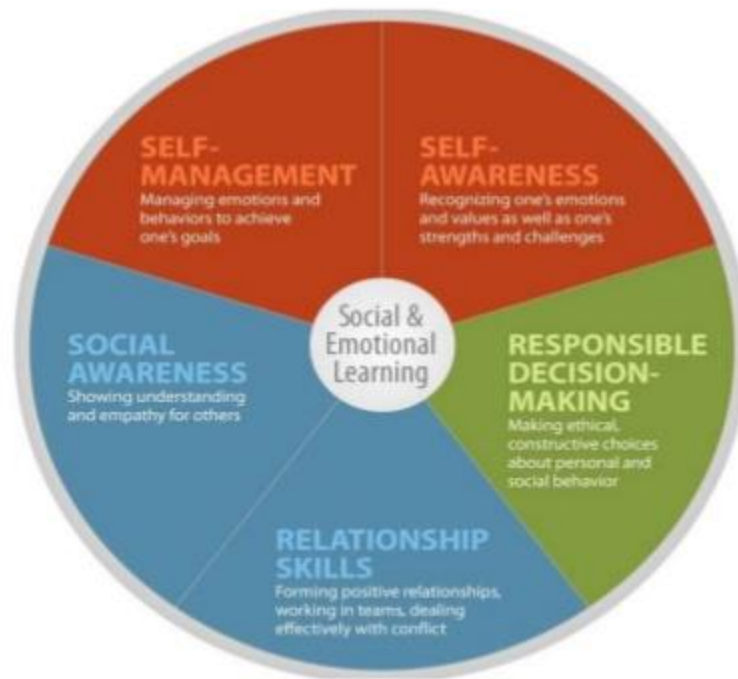 SELF-
MANAGEMENT
Managing emotions and
behaviors to achieve
one's goals
SELF-
AWARENESS
Recognizing one's emotions
and values as well as one's
strengths and challenges
SOCIAL
AWARENESS
Showing understanding
and empathy for others
Social &
Emotional
Learning
RESPONSIBLE
DECISION-
MAKING
Making ethical,
constructive choices
about personal and
social behavior
RELATIONSHIP
SKILLS
Forming positive relationships,
working in teams, dealing
effectively with conflict